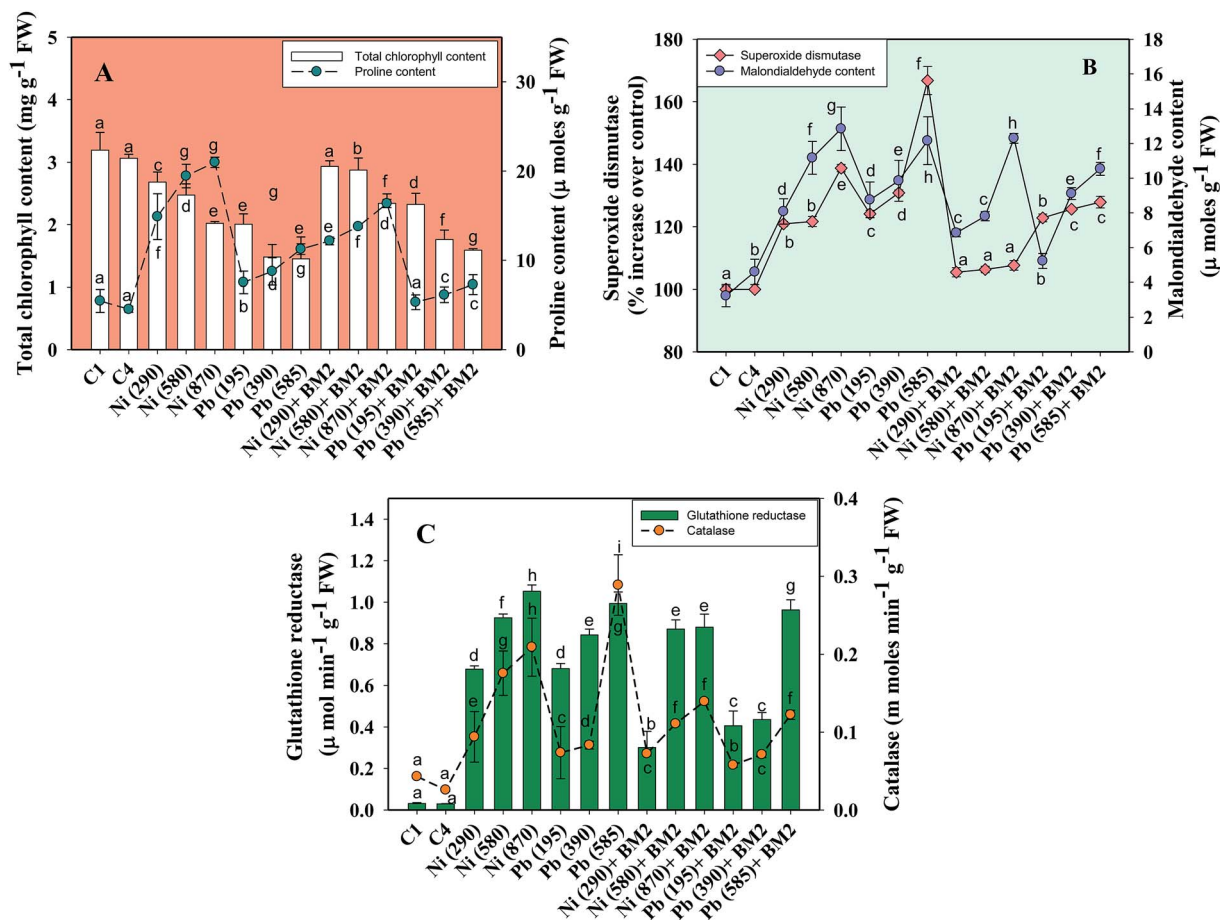 A
Total chlorophyll content
Proline content
Total chlorophyll content (mg g-1 FW)
5
4
3
2
1
0
Proline content (μ moles g-1 FW)
30
20
10
0
a a c g g e g e a a f d f g
a a f d g b d g e f d a c c
C1
C4
Ni (290)
Ni (580)
Ni (870)
Pb (195)
Pb (390)
Pb (585)
Ni (290)+ BM2
Ni (580)+ BM2
Ni (870)+ BM2
Pb (195)+ BM2
Pb (390)+ BM2
Pb (585)+ BM2
B
Superoxide dismutase
Malondialdehyde content
Superoxide dismutase
(% increase over control)
180
160
140
120
100
80
Malondialdehyde content
(μ moles g-1 FW)
18
16
14
12
10
8
6
4
2
0
a b d f g d e f c c h b e f
b b e c d h a a a b c c
C1
C4
Ni (290)
Ni (580)
Ni (870)
Pb (195)
Pb (390)
Pb (585)
Ni (290)+ BM2
Ni (580)+ BM2
Ni (870)+ BM2
Pb (195)+ BM2
Pb (390)+ BM2
Pb (585)+ BM2
C
Glutathione reductase
Catalase
Glutathione reductase
(μ mol min-1 g-1 FW)
1.4
1.2
1.0
0.8
0.6
0.4
0.2
0.0
Catalase (m moles min-1 g-1 FW)
0.4
0.3
0.2
0.1
0.0
a a d f h d e i b e e c c g
a a e g h c d g c f f b c f
C1
C4
Ni (290)
Ni (580)
Ni (870)
Pb (195)
Pb (390)
Pb (585)
Ni (290)+ BM2
Ni (580)+ BM2
Ni (870)+ BM2
Pb (195)+ BM2
Pb (390)+ BM2
Pb (585)+ BM2